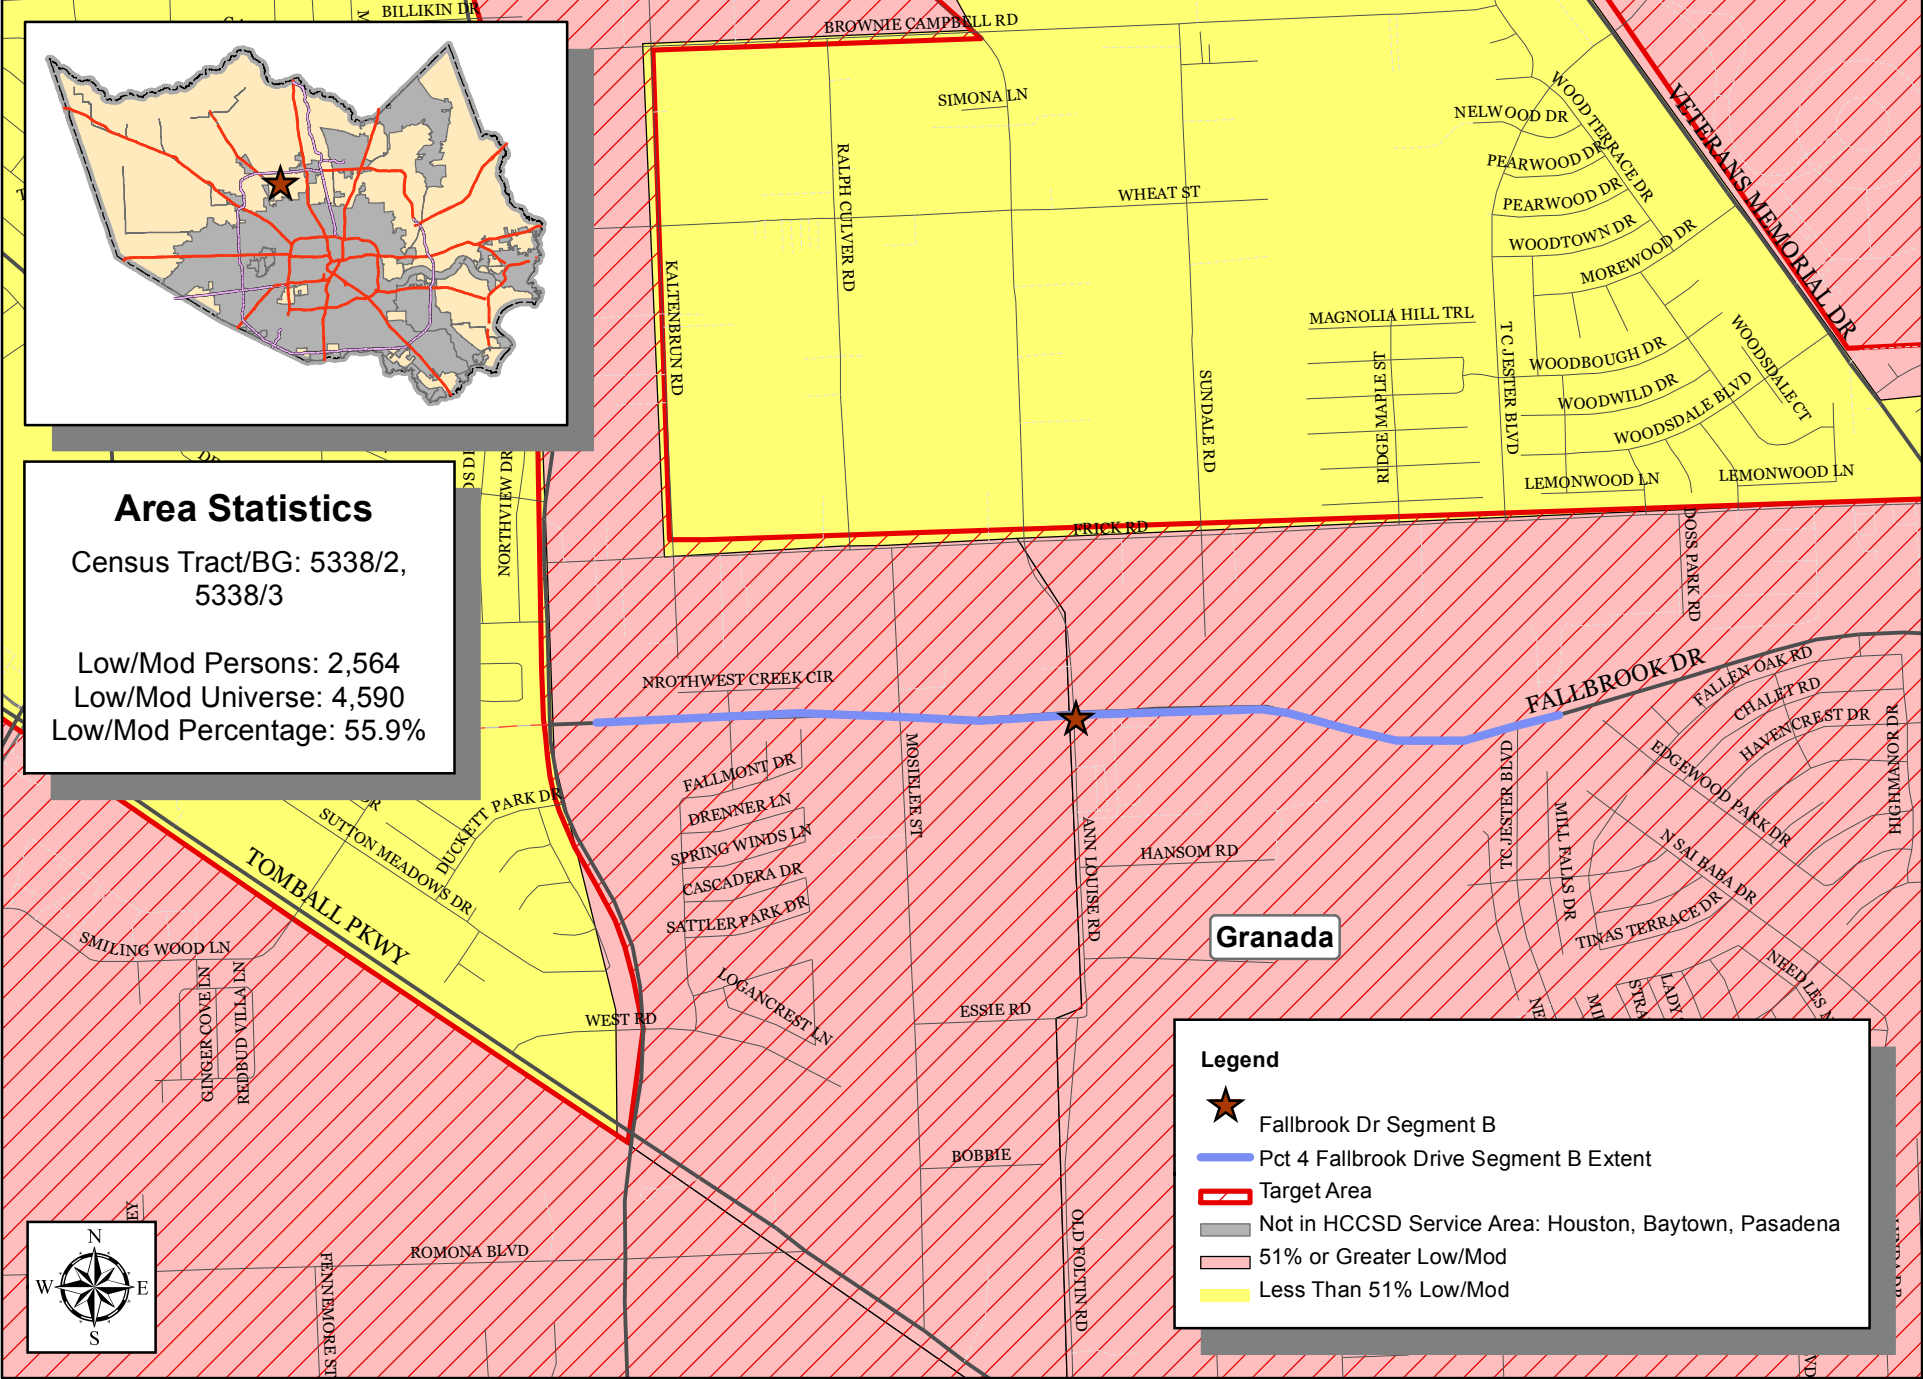 BILLIKIN DR
BROWNIE CAMPBELL RD
SIMONA LN
NELWOOD DR
WOOD TERRACE DR
PEARWOOD DR
PEARWOOD DR
WOODTOWN DR
MOREWOOD DR
VETERANS MEMORIAL DR
RALPH CULVER RD
WHEAT ST
KALTENBRUN RD
SUNDALE RD
MAGNOLIA HILL TRL
RIDGE MAPLE ST
T C JESTER BLVD
WOODBOUGH DR
WOODWILD DR
WOODSDALE BLVD
WOODSDALE CT
LEMONWOOD LN
LEMONWOOD LN
FRICK RD
DOSS PARK RD
NORTHVIEW DR
Area Statistics
Census Tract/BG: 5338/2,
5338/3
Low/Mod Persons: 2,564
Low/Mod Universe: 4,590
Low/Mod Percentage: 55.9%
NROTHWEST CREEK CIR
FALLBROOK DR
FALLEN OAK RD
CHALET RD
HAVENCREST DR
HIGHMANOR DR
EDGEWOOD PARK DR
N SAI BABA DR
TINAS TERRACE DR
NEEDLES
TC JESTER BLVD
MILL FALLS DR
MOSIELEE ST
FALLMONT DR
DRENNER LN
SPRING WINDS LN
CASCADERA DR
SATTLER PARK DR
LOGANCREST LN
ANN LOUISE RD
HANSOM RD
Granada
DUCKETT PARK DR
SUTTON MEADOWS DR
TOMBALL PKWY
SMILING WOOD LN
GINGER COVE LN
REDBUD VILLA LN
WEST RD
ESSIE RD
BOBBIE
OLD FOLTIN RD
ROMONA BLVD
FENNEMORE ST
LADY
N
W
E
S
Legend
Fallbrook Dr Segment B
Pct 4 Fallbrook Drive Segment B Extent
Target Area
Not in HCCSD Service Area: Houston, Baytown, Pasadena
51% or Greater Low/Mod
Less Than 51% Low/Mod